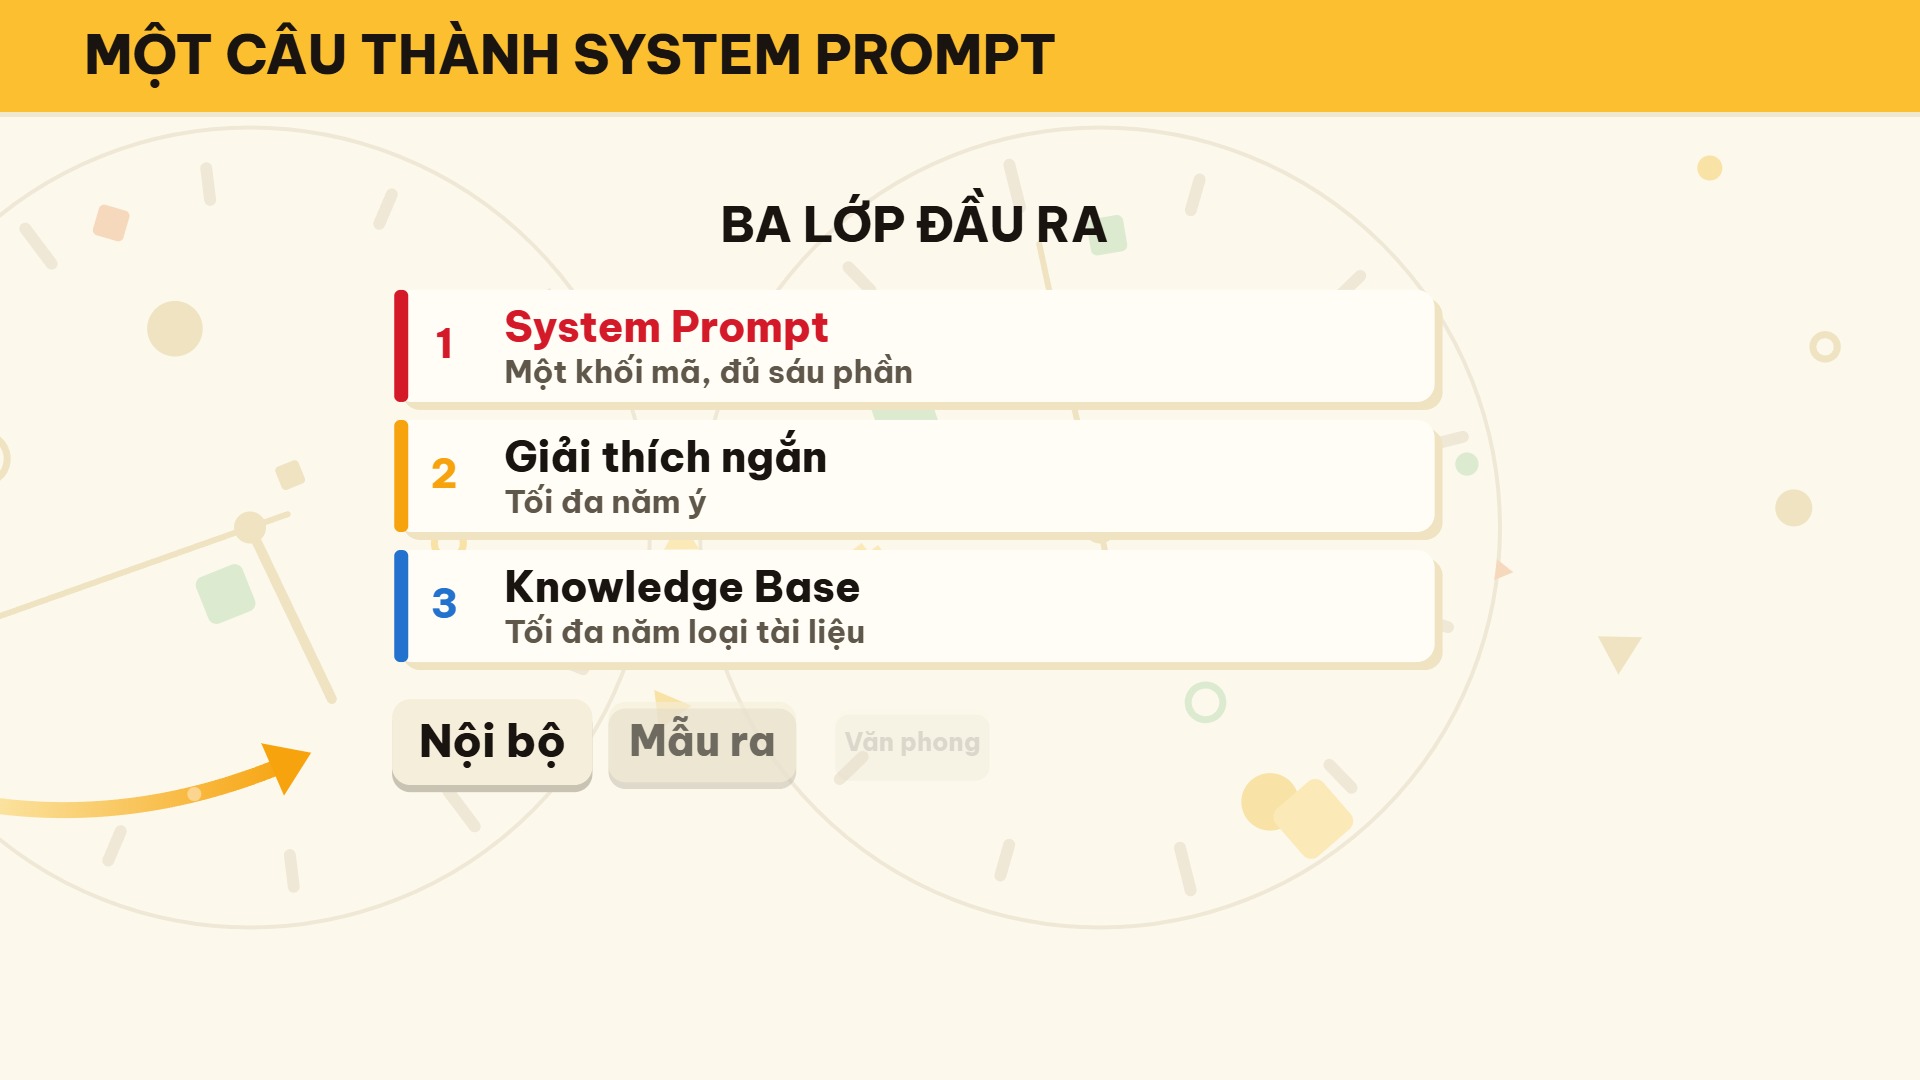 MỘT CÂU THÀNH SYSTEM PROMPT
BA LỚP ĐẦU RA
1
System Prompt
Một khối mã, đủ sáu phần
2
Giải thích ngắn
Tối đa năm ý
3
Knowledge Base
Tối đa năm loại tài liệu
Nội bộ
Mẫu ra
Văn phong